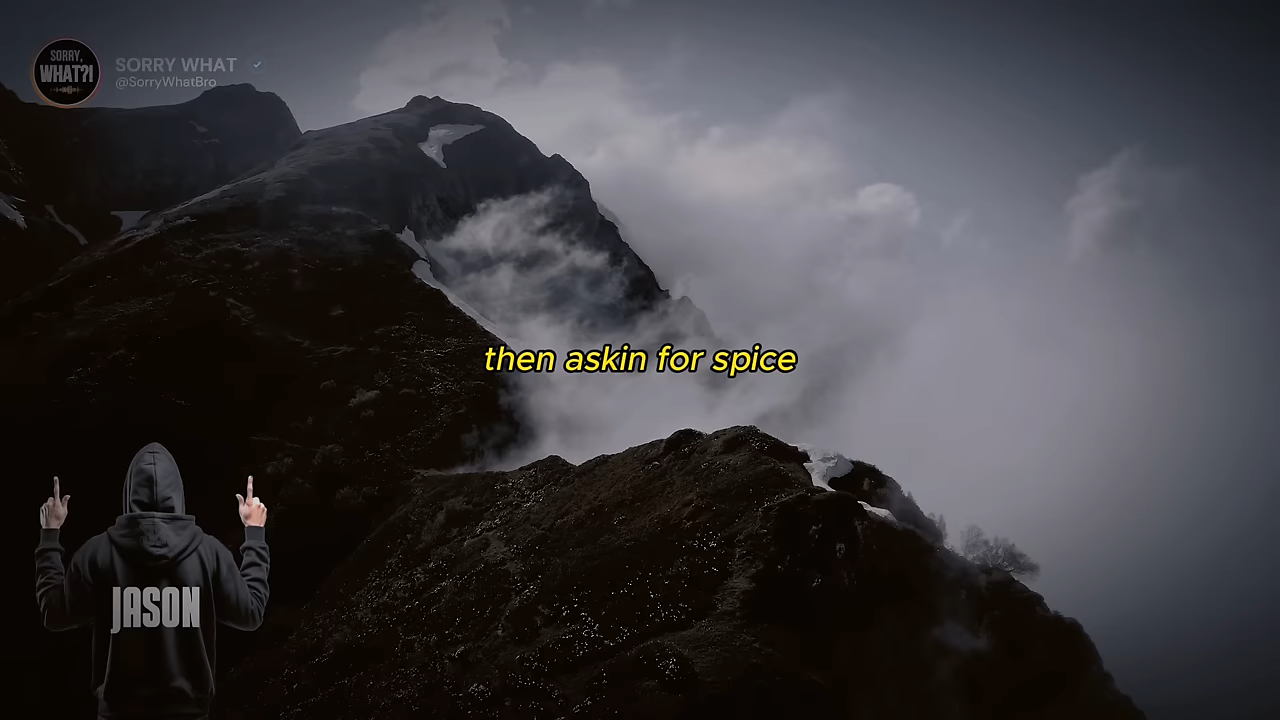 SORRY,
WHAT?!
SORRY WHAT
@SorryWhatBro
then askin for spice
JASON